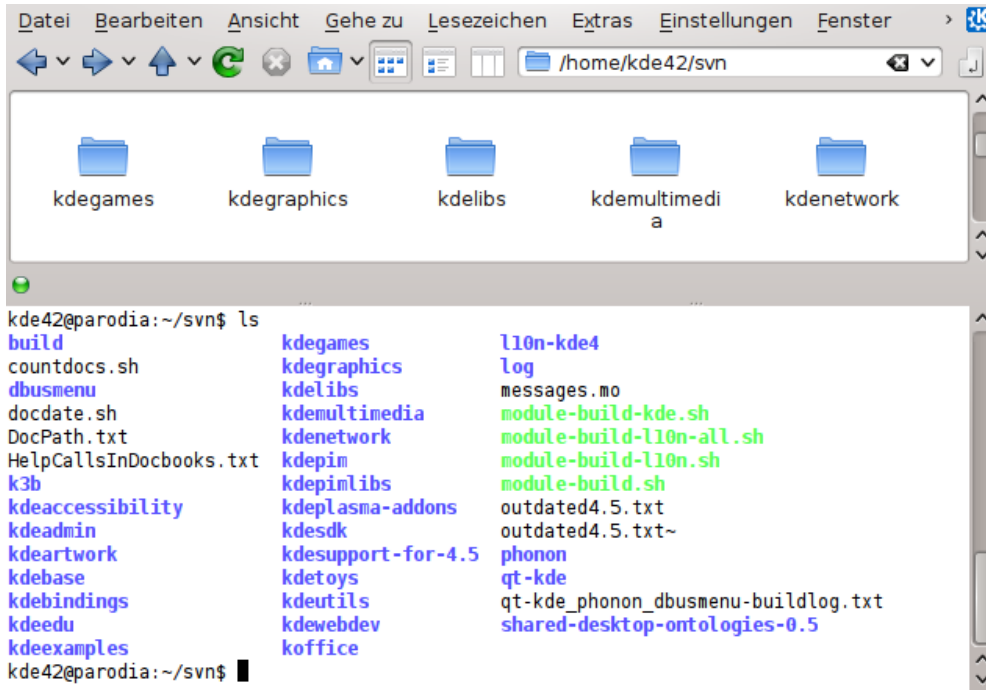 Datei Bearbeiten Ansicht Gehe zu Lesezeichen Extras Einstellungen Fenster
/home/kde42/svn
kdegames kdegraphics kdelibs kdemultimedi kdenetwork
a
kde42@parodia:~/svn$ ls
build kdegames l10n-kde4
countdocs.sh kdegraphics log
dbusmenu kdelibs messages.mo
docdate.sh kdemultimedia module-build-kde.sh
DocPath.txt kdenetwork module-build-l10n-all.sh
HelpCallsInDocbooks.txt kdepim module-build-l10n.sh
k3b kdepimlibs module-build.sh
kdeaccessibility kdeplasma-addons outdated4.5.txt
kdeadmin kdesdk outdated4.5.txt~
kdeartwork kdesupport-for-4.5 phonon
kdebase kdetoys qt-kde
kdebindings kdeutils qt-kde_phonon_dbusmenu-buildlog.txt
kdeedu kdewebdev shared-desktop-ontologies-0.5
kdeexamples koffice
kde42@parodia:~/svn$